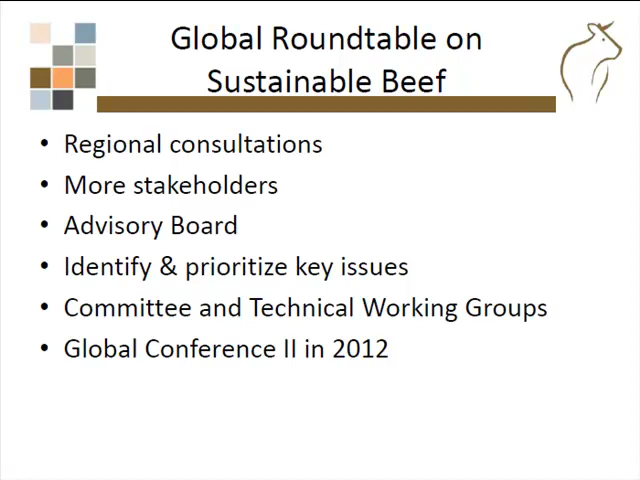 Global Roundtable on
Sustainable Beef
• Regional consultations
• More stakeholders
• Advisory Board
• Identify & prioritize key issues
• Committee and Technical Working Groups
• Global Conference II in 2012